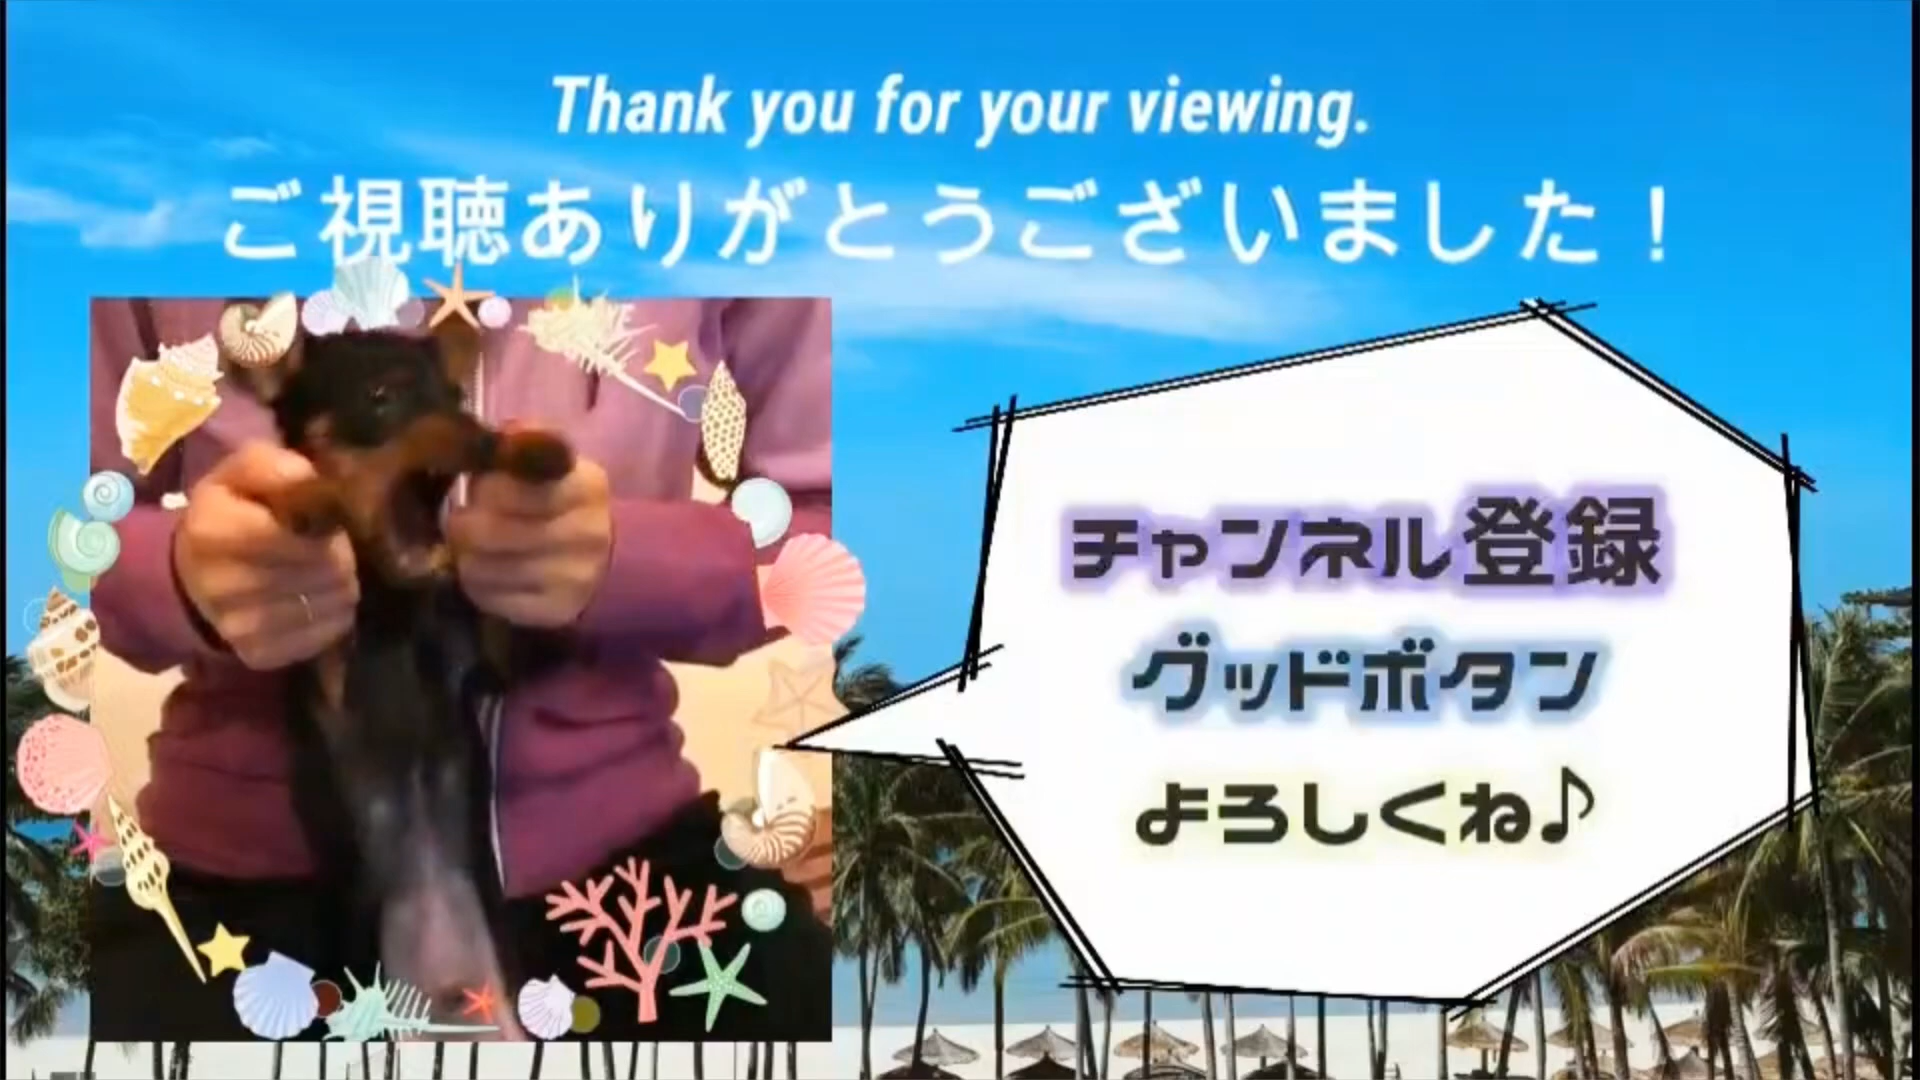 Thank you for your viewing.
ご視聴ありがとうございました！
チャンネル登録
グッドボタン
よろしくね♪